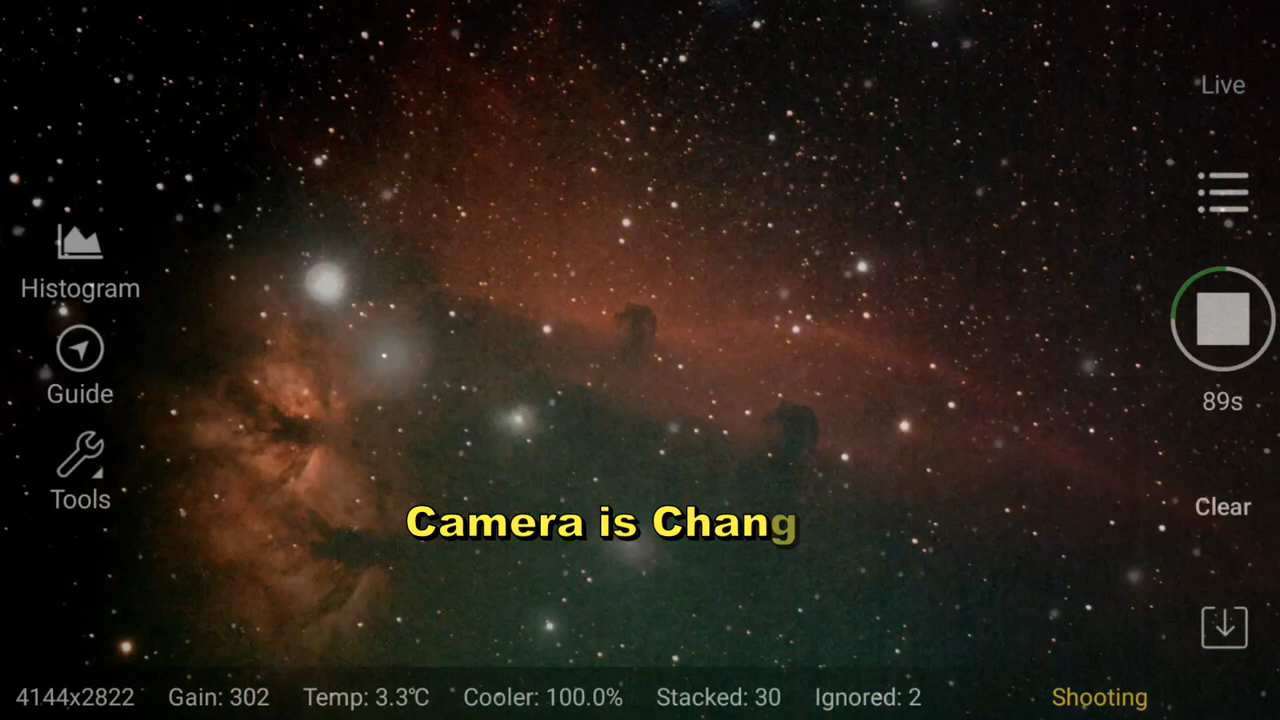 Live
Histogram
Guide
89s
Tools
Clear
Camera is Chang
4144x2822 Gain: 302 Temp: 3.3℃ Cooler: 100.0% Stacked: 30 Ignored: 2 Shooting